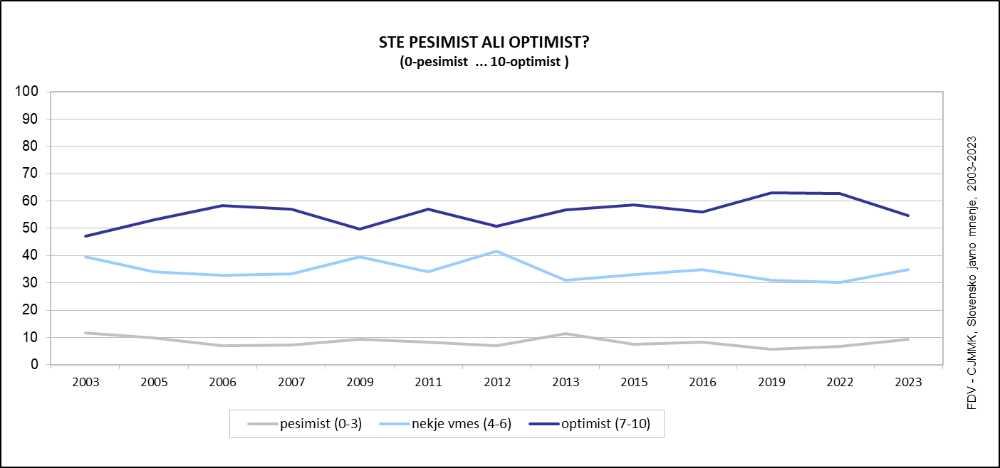 STE PESIMIST ALI OPTIMIST?
(0-pesimist ... 10-optimist )
100
90
80
70
60
50
40
30
20
10
0
2003 2005 2006 2007 2009 2011 2012 2013 2015 2016 2019 2022 2023
pesimist (0-3) nekje vmes (4-6) optimist (7-10)
FDV - CJMMK, Slovensko javno mnenje, 2003-2023